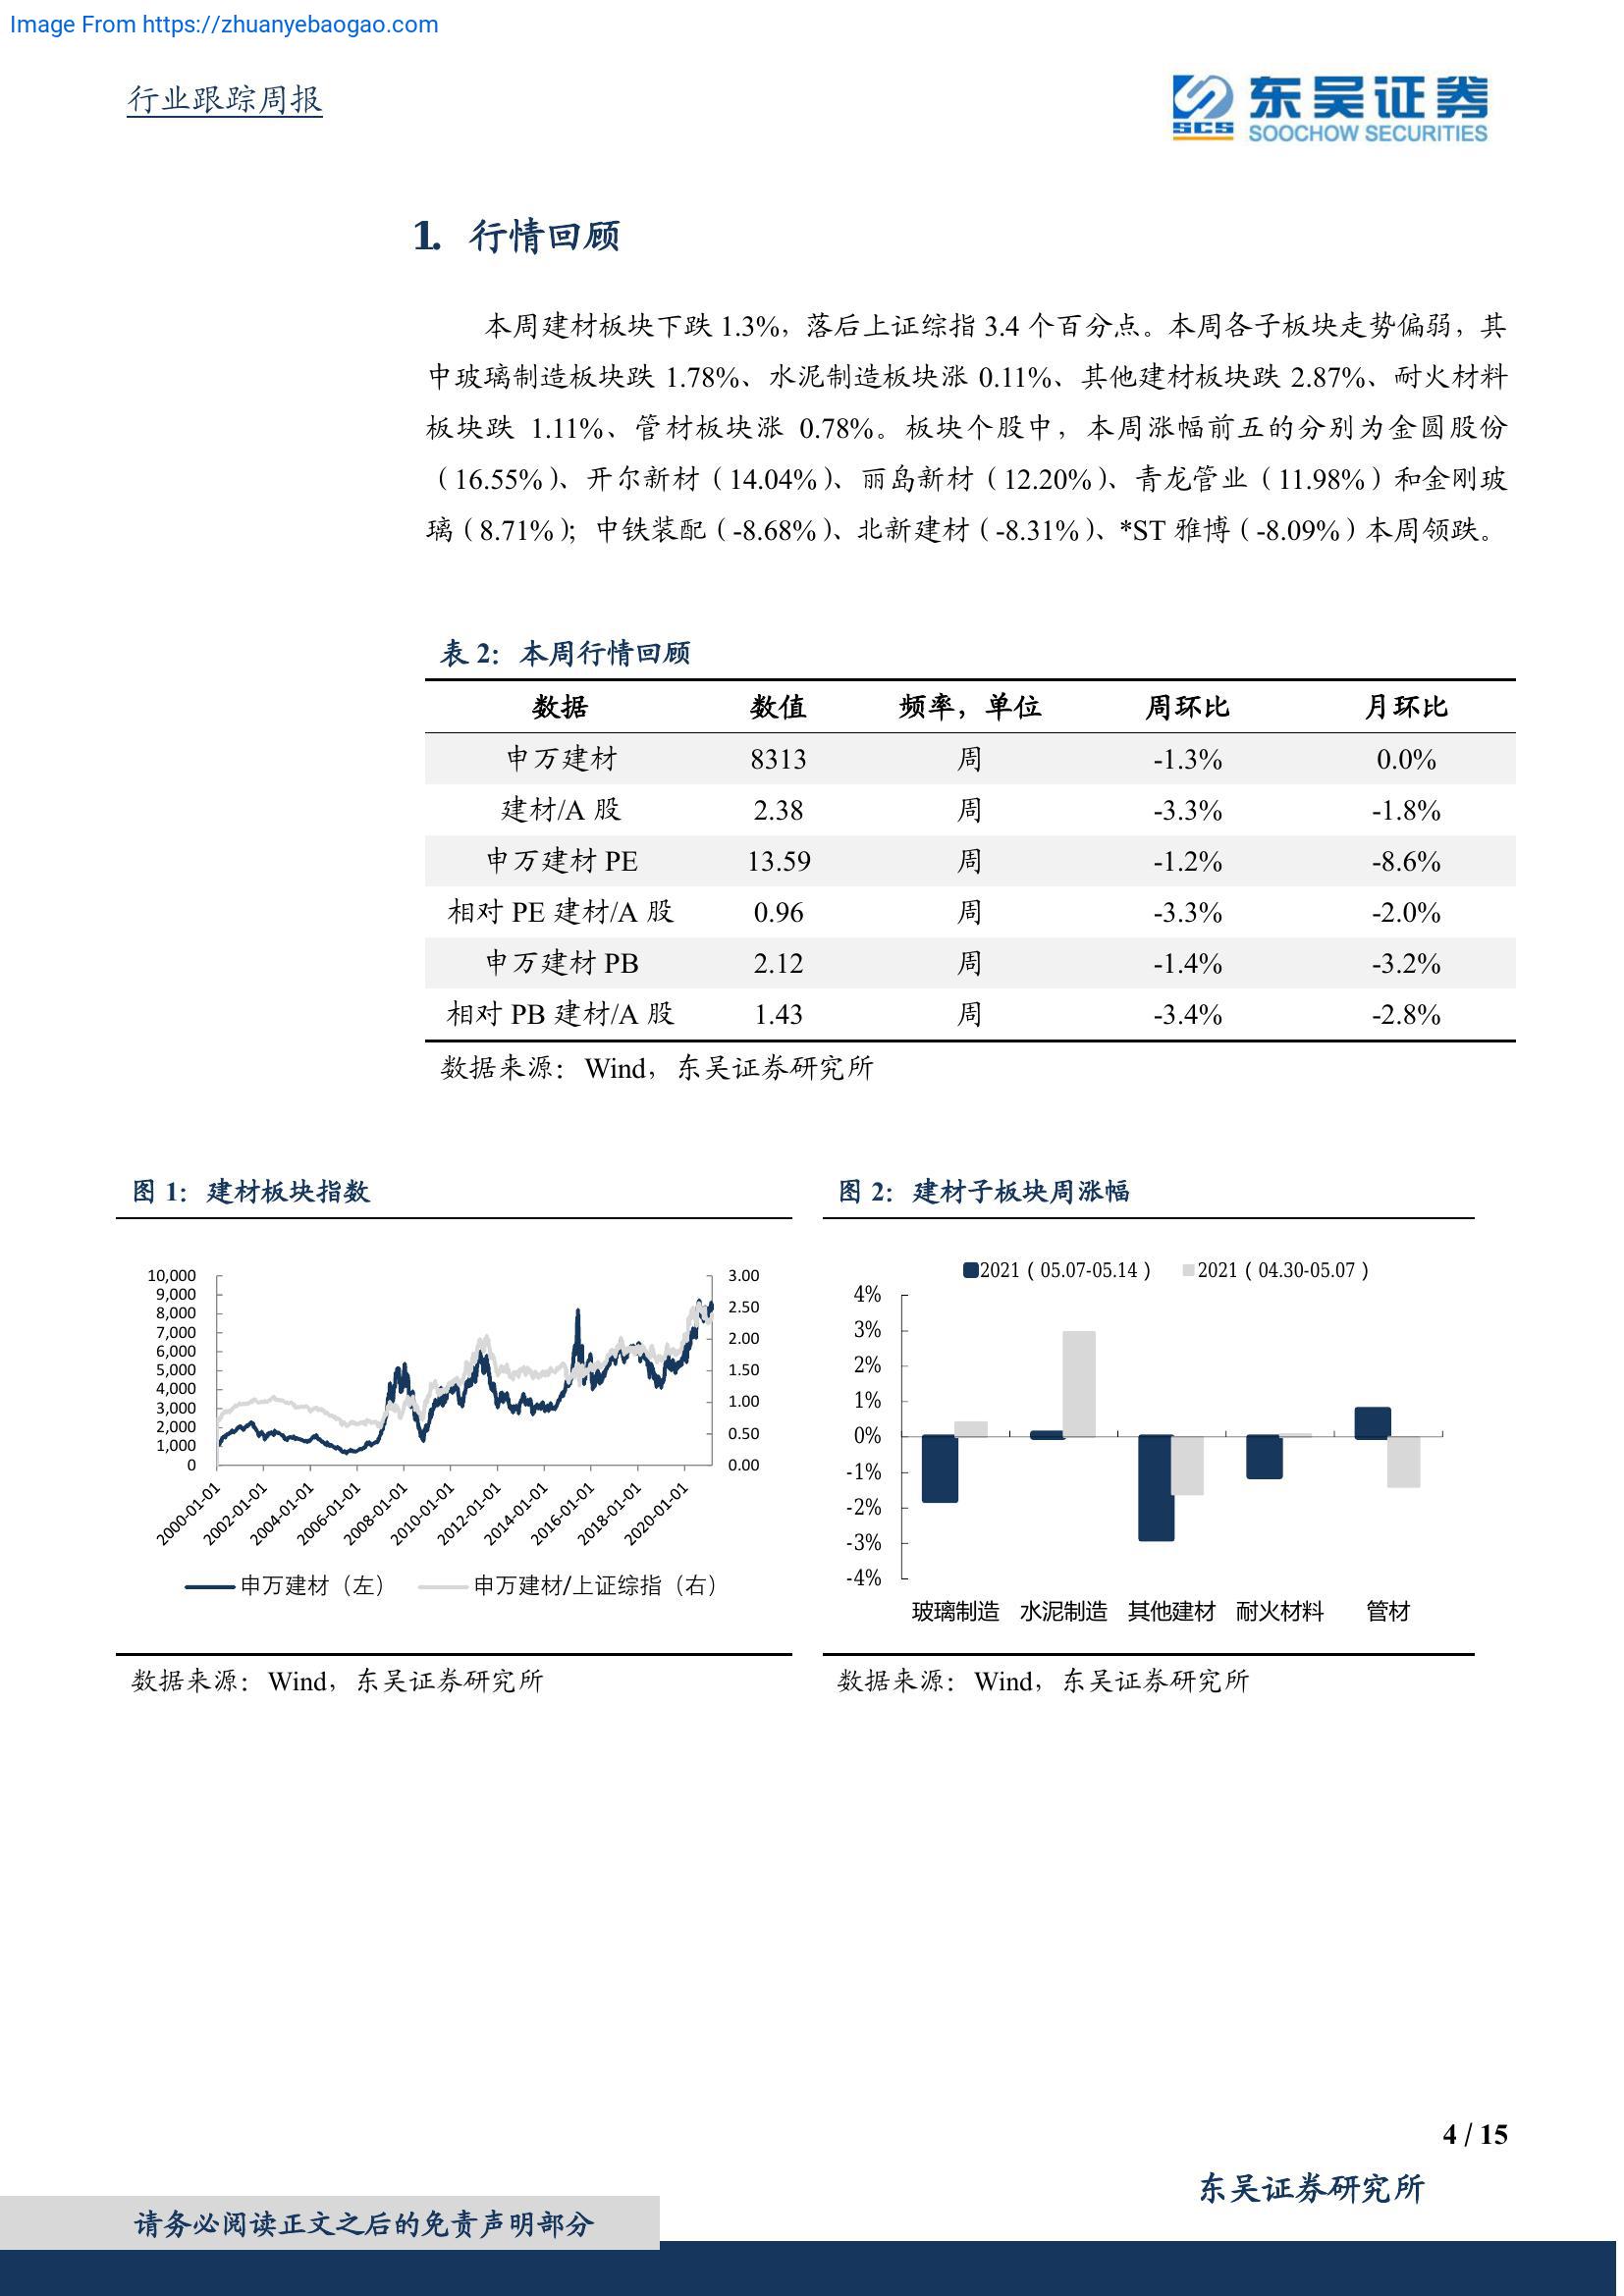 Image From https://zhuanyebaogao.com
行业跟踪周报
SCS 东吴证券
SOOCHOW SECURITIES
1. 行情回顾
本周建材板块下跌 1.3%，落后上证综指 3.4 个百分点。本周各子板块走势偏弱，其
中玻璃制造板块跌 1.78%、水泥制造板块涨 0.11%、其他建材板块跌 2.87%、耐火材料
板块跌 1.11%、管材板块涨 0.78%。板块个股中，本周涨幅前五的分别为金圆股份
（16.55%）、开尔新材（14.04%）、丽岛新材（12.20%）、青龙管业（11.98%）和金刚玻
璃（8.71%）；中铁装配（-8.68%）、北新建材（-8.31%）、*ST 雅博（-8.09%）本周领跌。
表 2：本周行情回顾
数据 数值 频率，单位 周环比 月环比
申万建材 8313 周 -1.3% 0.0%
建材/A 股 2.38 周 -3.3% -1.8%
申万建材 PE 13.59 周 -1.2% -8.6%
相对 PE 建材/A 股 0.96 周 -3.3% -2.0%
申万建材 PB 2.12 周 -1.4% -3.2%
相对 PB 建材/A 股 1.43 周 -3.4% -2.8%
数据来源：Wind，东吴证券研究所
图 1：建材板块指数
10,000
9,000
8,000
7,000
6,000
5,000
4,000
3,000
2,000
1,000
0
3.00
2.50
2.00
1.50
1.00
0.50
0.00
2000-01-01 2002-01-01 2004-01-01 2006-01-01 2008-01-01 2010-01-01 2012-01-01 2014-01-01 2016-01-01 2018-01-01 2020-01-01
申万建材（左） 申万建材/上证综指（右）
数据来源：Wind，东吴证券研究所
图 2：建材子板块周涨幅
2021（05.07-05.14） 2021（04.30-05.07）
4%
3%
2%
1%
0%
-1%
-2%
-3%
-4%
玻璃制造 水泥制造 其他建材 耐火材料 管材
数据来源：Wind，东吴证券研究所
4 / 15
东吴证券研究所
请务必阅读正文之后的免责声明部分